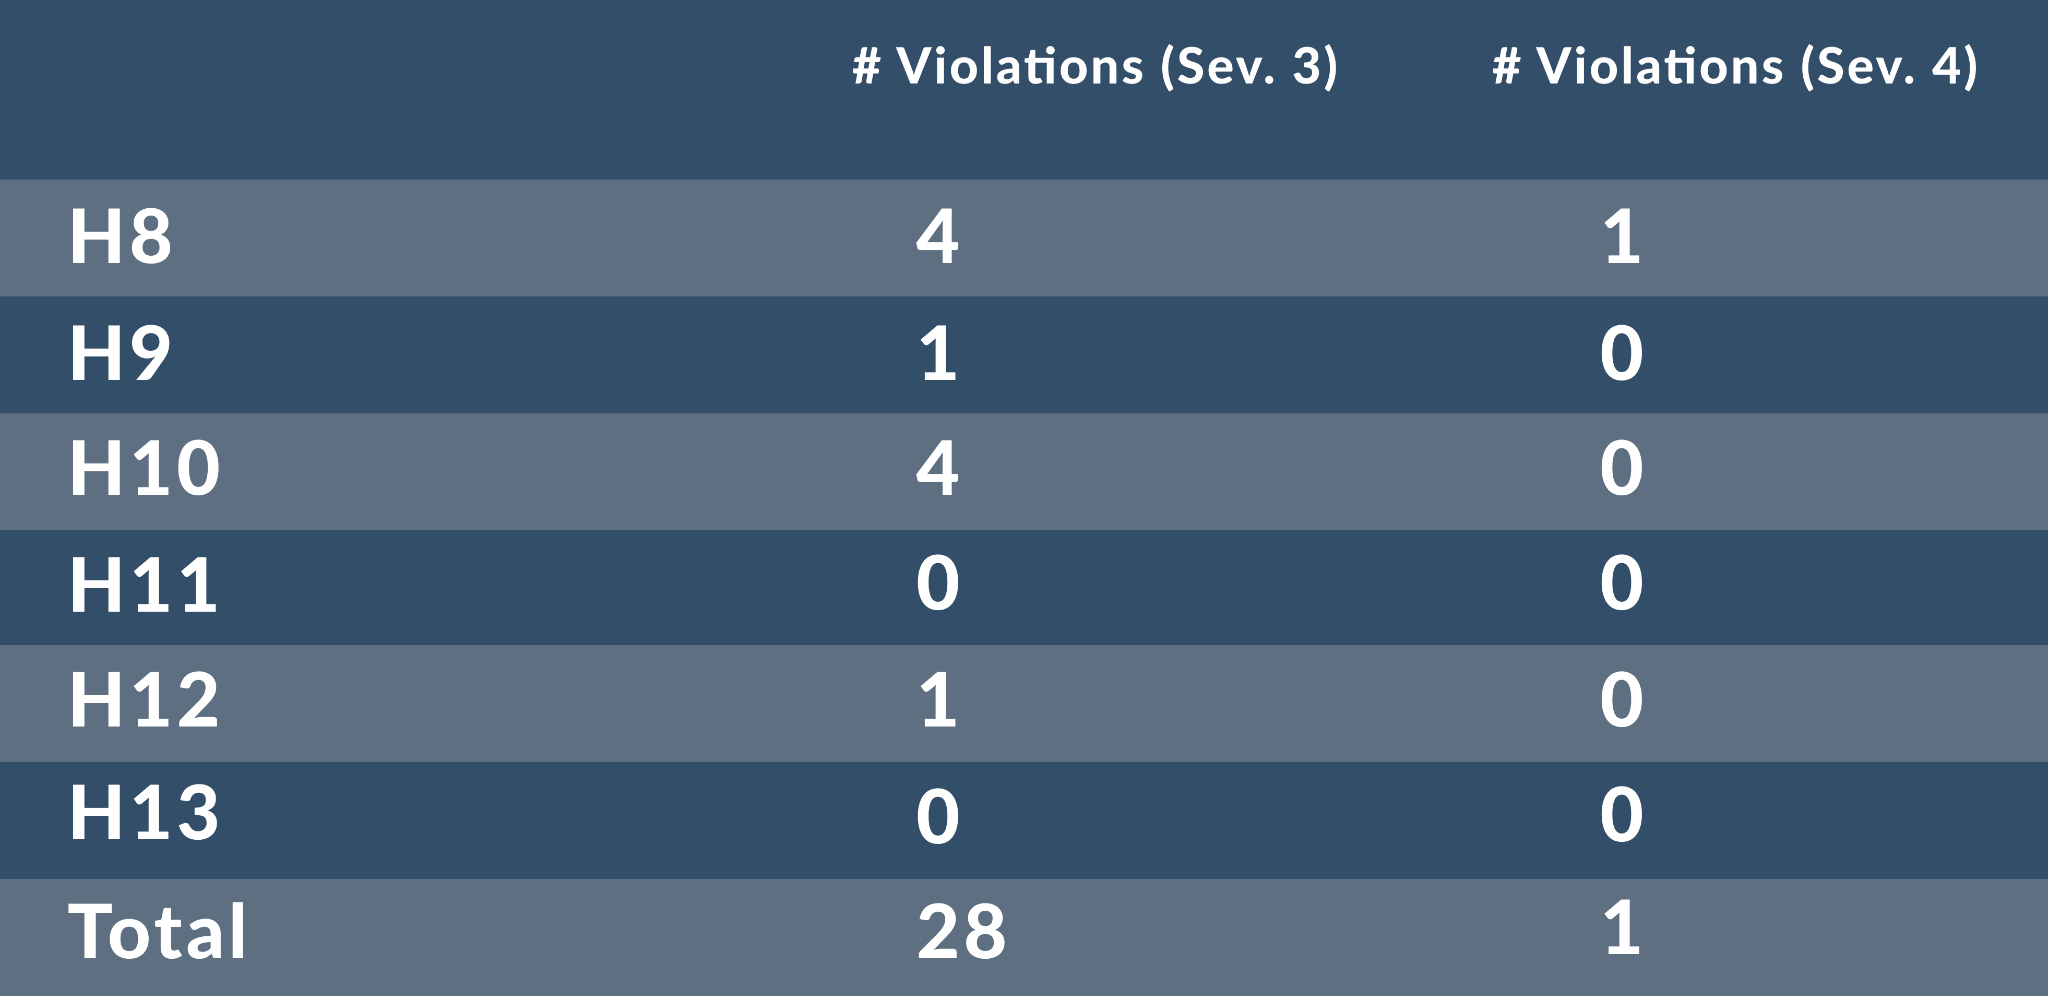 # Violations (Sev. 3) # Violations (Sev. 4)
H8 4 1
H9 1 0
H10 4 0
H11 0 0
H12 1 0
H13 0 0
Total 28 1